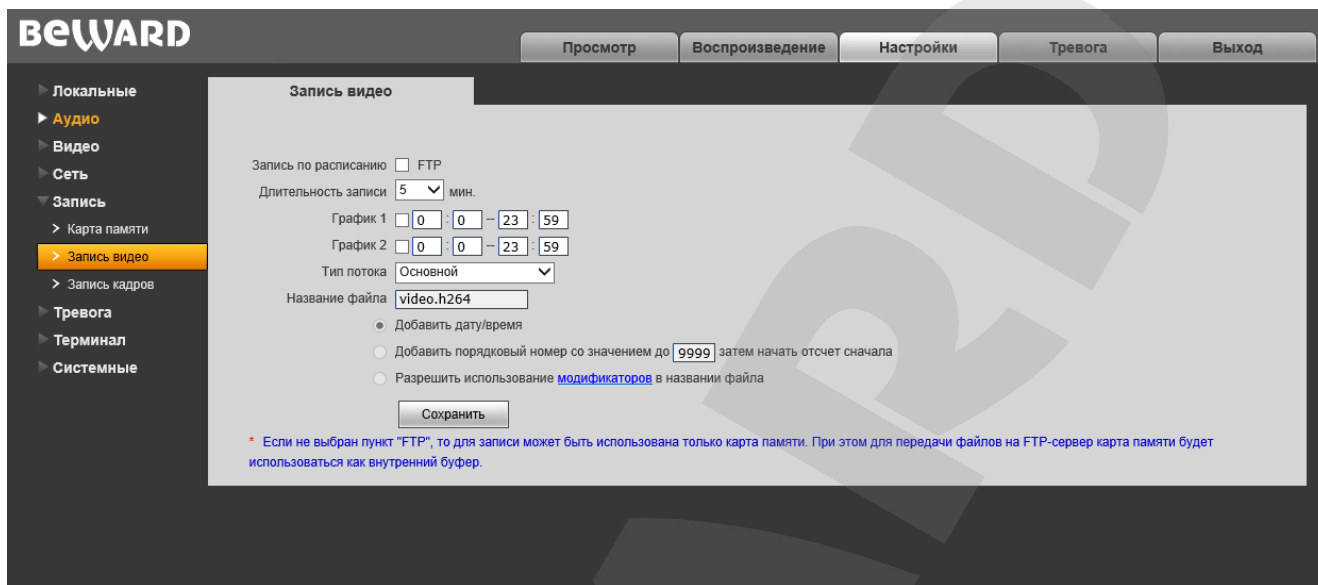 BEWARD
Просмотр Воспроизведение Настройки Тревога Выход
Локальные
Аудио
Видео
Сеть
Запись
> Карта памяти
> Запись видео
> Запись кадров
Тревога
Терминал
Системные
Запись видео
Запись по расписанию FTP
Длительность записи 5 мин.
График 1 0 : 0 -- 23 : 59
График 2 0 : 0 -- 23 : 59
Тип потока Основной
Название файла video.h264
Добавить дату/время
Добавить порядковый номер со значением до 9999 затем начать отсчет сначала
Разрешить использование модификаторов в названии файла
Сохранить
* Если не выбран пункт "FTP", то для записи может быть использована только карта памяти. При этом для передачи файлов на FTP-сервер карта памяти будет
использоваться как внутренний буфер.